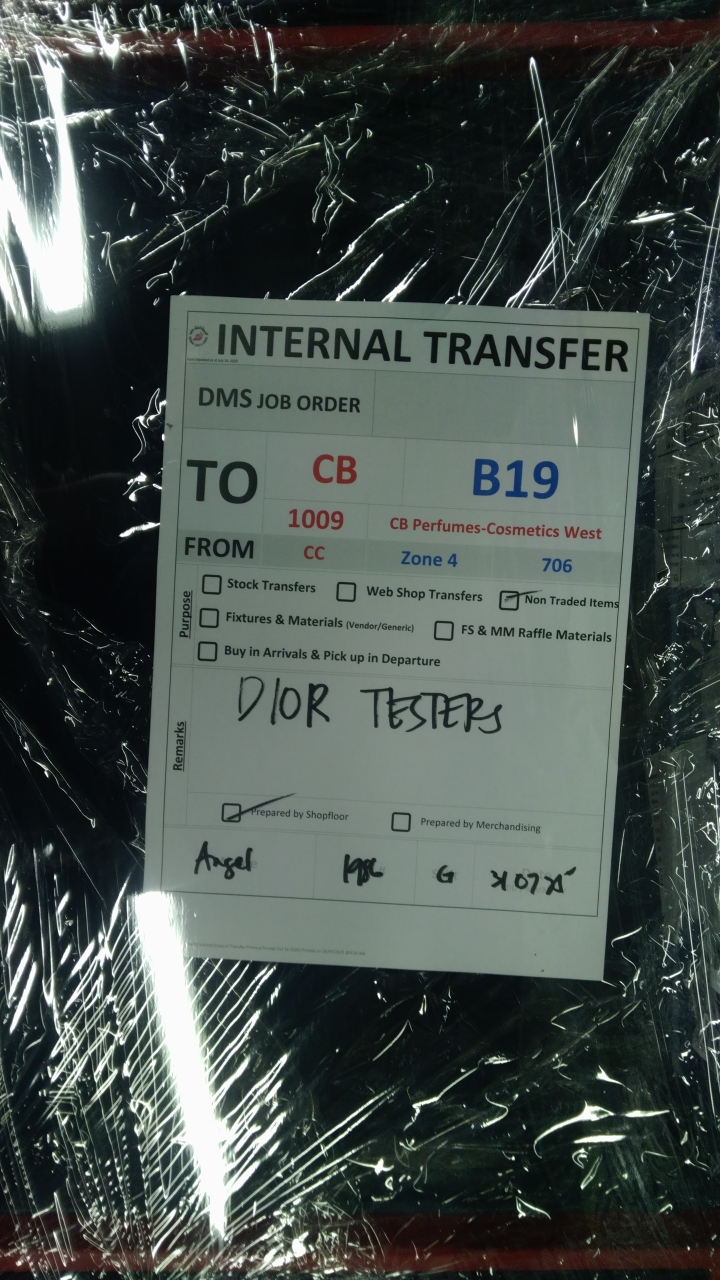 INTERNAL TRANSFER
DMS JOB ORDER
TO CB B19
1009 CB Perfumes-Cosmetics West
FROM CC Zone 4 706
Purpose
Stock Transfers Web Shop Transfers Non Traded Items
Fixtures & Materials (Vendor/Generic) FS & MM Raffle Materials
Buy in Arrivals & Pick up in Departure
Remarks
DIOR TESTERS
Prepared by Shopfloor Prepared by Merchandising
Angel G